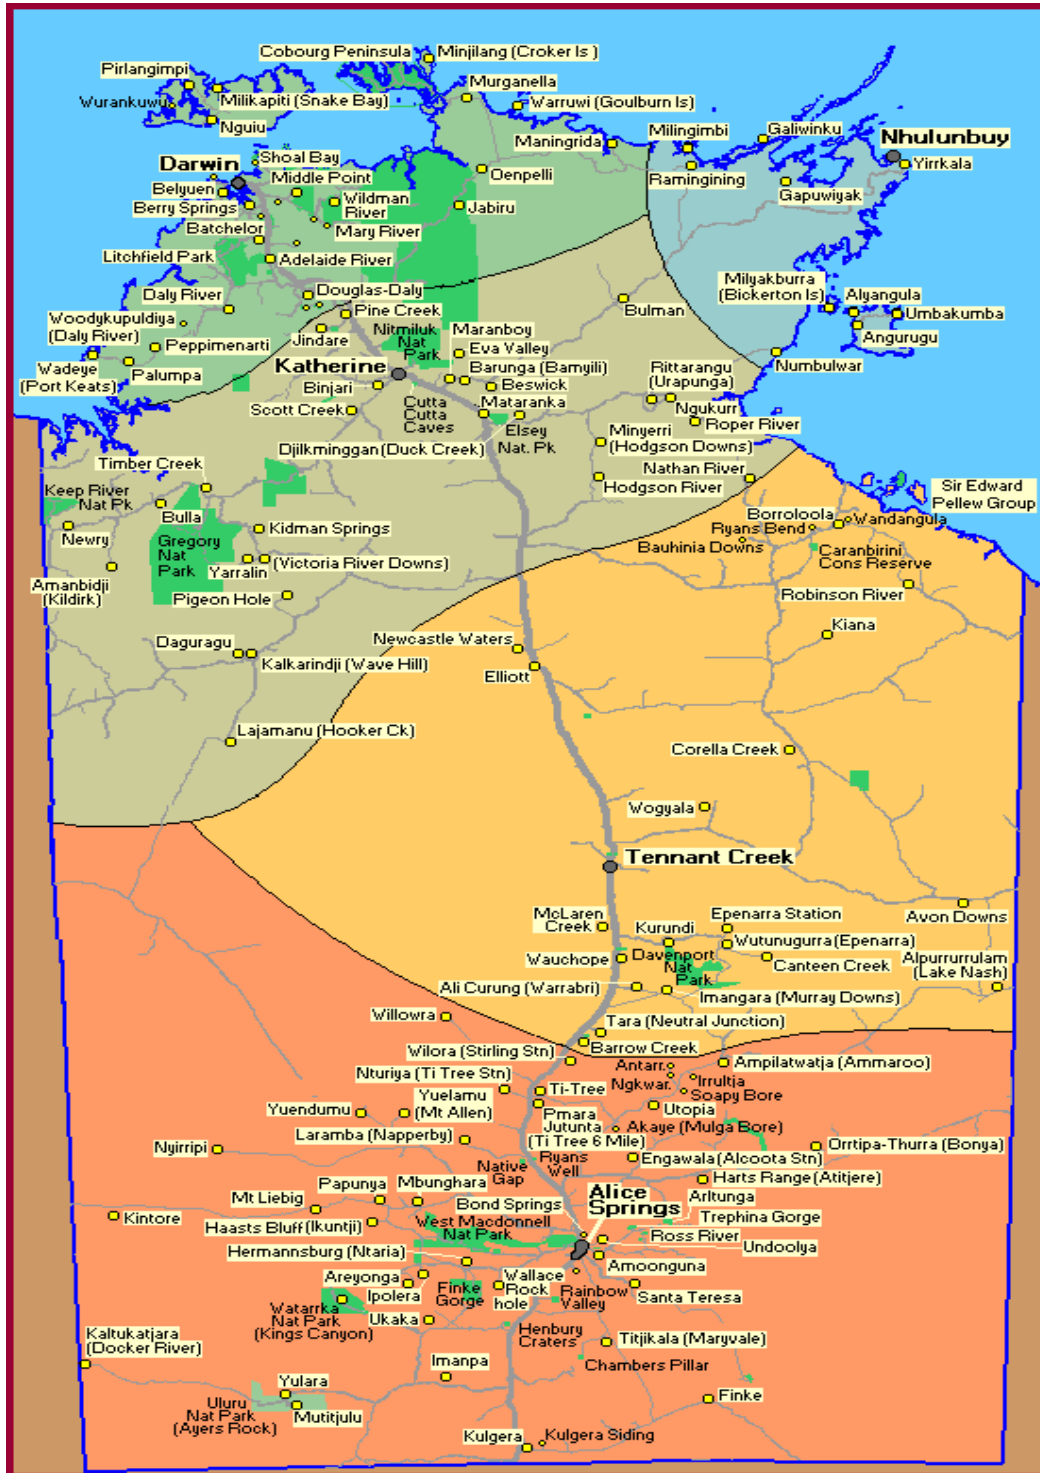 Cobourg Peninsula
Minjilang (Croker Is )
Pirlangimpi
Murganella
Wurankuwu
Milikapiti (Snake Bay)
Warruwi (Goulburn Is)
Nguiu
Maningrida
Milingimbi
Galiwinku
Nhulunbuy
Darwin
Shoal Bay
Yirrkala
Middle Point
Oenpelli
Ramingining
Gapuwiyak
Belyuen
Wildman
River
Berry Springs
Jabiru
Batchelor
Mary River
Litchfield Park
Adelaide River
Milyakburra
(Bickerton Is)
Alyangula
Daly River
Douglas-Daly
Pine Creek
Bulman
Umbakumba
Woodykupuldiya
(Daly River)
Jindare
Nitmiluk
Nat
Park
Maranboy
Angurugu
Peppimenarti
Eva Valley
Numbulwar
Wadeye
(Port Keats)
Palumpa
Katherine
Barunga (Bamyili)
Rittarangu
(Urapunga)
Binjari
Beswick
Scott Creek
Cutta
Cutta
Caves
Mataranka
Ngukurr
Roper River
Elsey
Nat. Pk
Minyerri
(Hodgson Downs)
Djilkminggan (Duck Creek)
Timber Creek
Nathan River
Keep River
Nat Pk
Hodgson River
Sir Edward
Pellew Group
Bulla
Newry
Kidman Springs
Borroloola
Wandangula
Ryans Bend
Gregory
Nat
Park
Bauhinia Downs
Caranbirini
Cons Reserve
Yarralin
(Victoria River Downs)
Amanbidji
(Kildirk)
Pigeon Hole
Robinson River
Kiana
Daguragu
Newcastle Waters
Kalkarindji (Wave Hill)
Elliott
Lajamanu (Hooker Ck)
Corella Creek
Wogyala
Tennant Creek
McLaren
Creek
Epenarra Station
Avon Downs
Kurundi
Wutunugurra (Epenarra)
Wauchope
Davenport
Nat
Park
Canteen Creek
Alpurrurrulam
(Lake Nash)
Ali Curung (Warrabri)
Imangara (Murray Downs)
Willowra
Tara (Neutral Junction)
Barrow Creek
Wilora (Stirling Stn)
Antarr.
Ampilatwatja (Ammaroo)
Nturiya (Ti Tree Stn)
Ngkwar.
Irrultja
Soapy Bore
Ti-Tree
Yuelamu
(Mt Allen)
Yuendumu
Utopia
Pmara
Jutunta
(Ti Tree 6 Mile)
Akaye (Mulga Bore)
Laramba (Napperby)
Nyirripi
Orrtipa-Thurra (Bonya)
Ryans
Well
Engawala (Alcoota Stn)
Native
Gap
Harts Range (Atitjere)
Papunya
Mbunghara
Alice
Springs
Arltunga
Mt Liebig
Bond Springs
Kintore
Trephina Gorge
Haasts Bluff (Ikuntji)
West Macdonnell
Nat Park
Ross River
Undoolya
Hermannsburg (Ntaria)
Amoonguna
Areyonga
Wallace
Rock
hole
Ipolera
Finke
Gorge
Rainbow
Valley
Santa Teresa
Watarrka
Nat Park
(Kings Canyon)
Ukaka
Henbury
Craters
Titjikala (Maryvale)
Kaltukatjara
(Docker River)
Imanpa
Chambers Pillar
Yulara
Finke
Uluru
Nat Park
(Ayers Rock)
Mutitjulu
Kulgera
Kulgera Siding